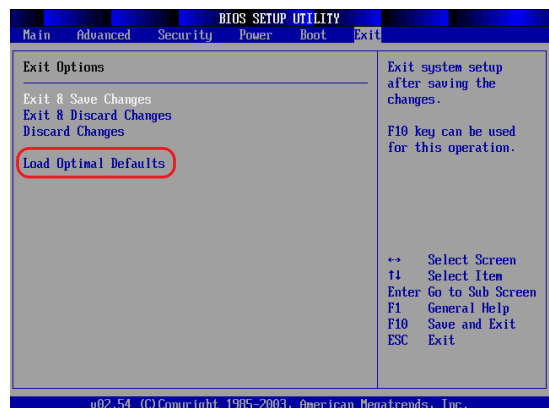 BIOS SETUP UTILITY
Main Advanced Security Power Boot Exit
Exit Options
Exit & Save Changes
Exit & Discard Changes
Discard Changes
Load Optimal Defaults
Exit system setup
after saving the
changes.
F10 key can be used
for this operation.
↔ Select Screen
↑↓ Select Item
Enter Go to Sub Screen
F1 General Help
F10 Save and Exit
ESC Exit
v02.54 (C)Copyright 1985-2003, American Megatrends, Inc.